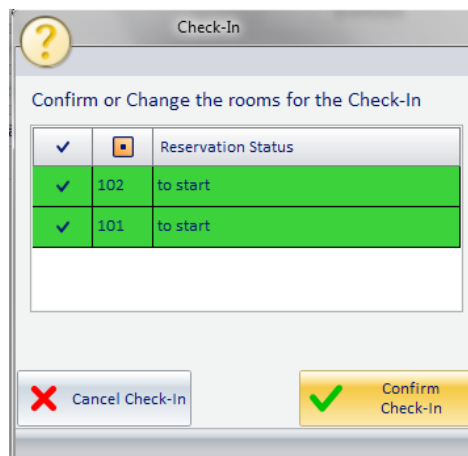 Check-In
Confirm or Change the rooms for the Check-In
Reservation Status
102 to start
101 to start
Cancel Check-In
Confirm
Check-In